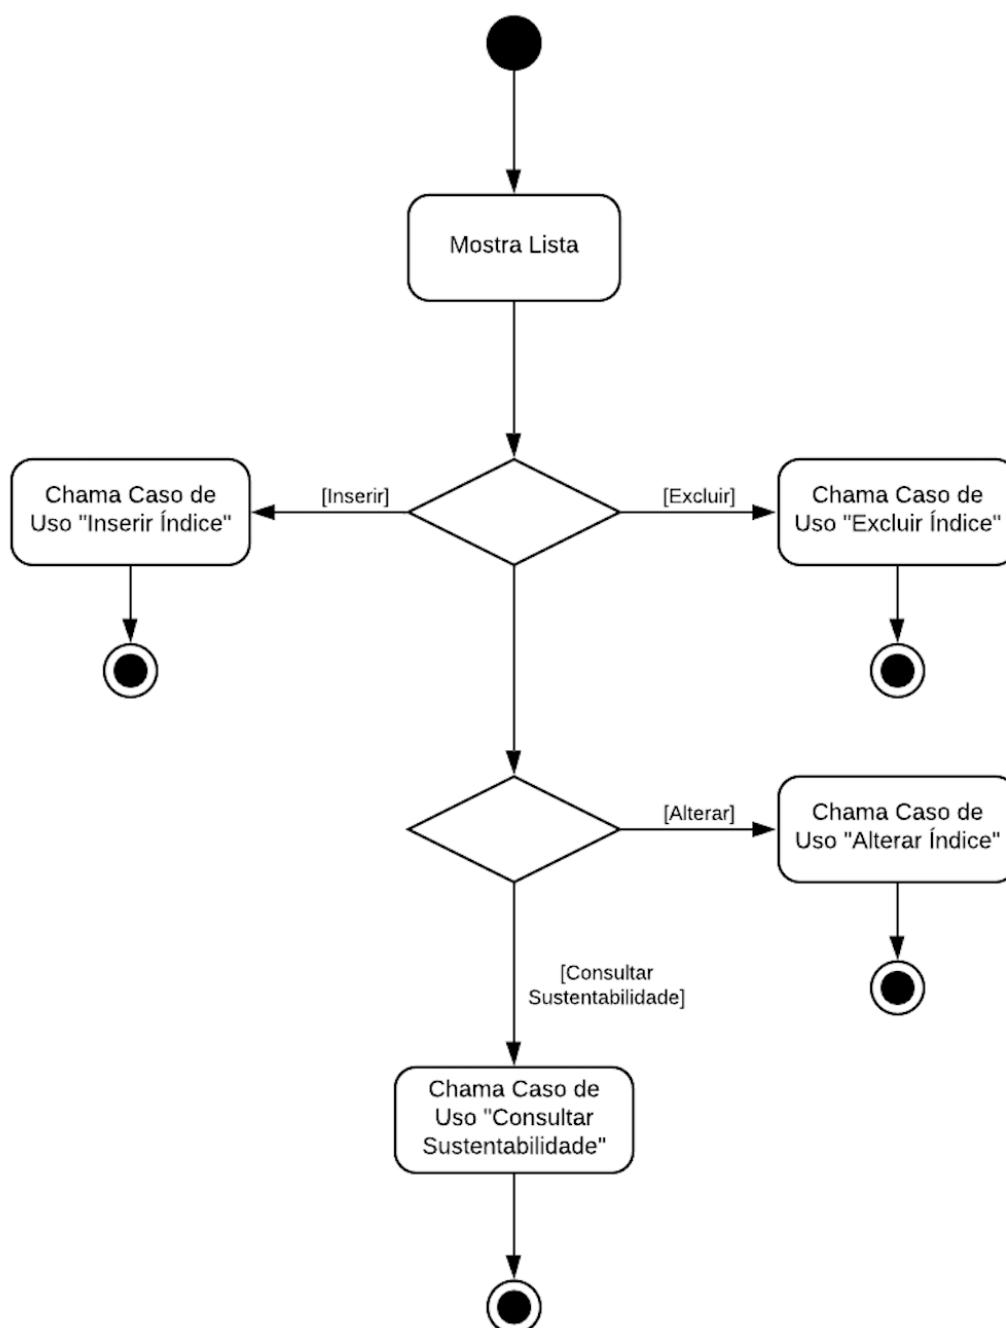 Mostra Lista
Chama Caso de
Uso "Inserir Índice"
[Inserir]
[Excluir]
Chama Caso de
Uso "Excluir Índice"
[Alterar]
Chama Caso de
Uso "Alterar Índice"
[Consultar
Sustentabilidade]
Chama Caso de
Uso "Consultar
Sustentabilidade"